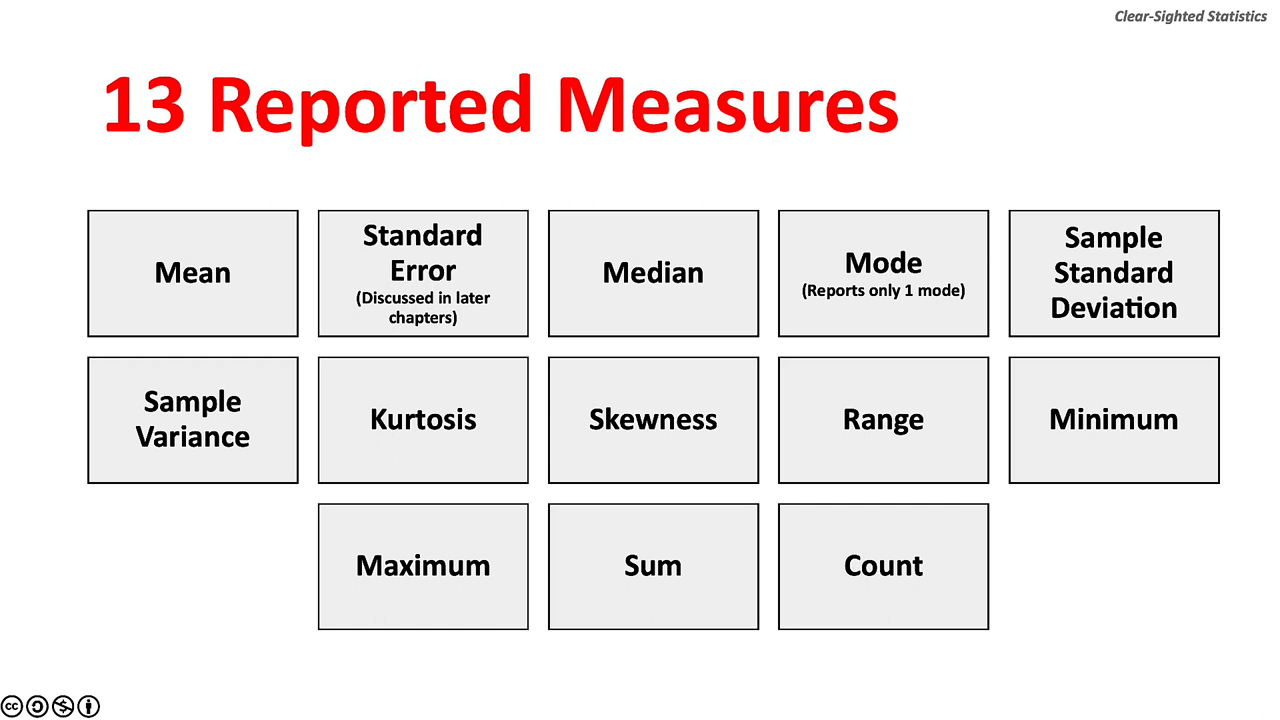 Clear-Sighted Statistics
13 Reported Measures
Mean
Standard
Error
(Discussed in later
chapters)
Median
Mode
(Reports only 1 mode)
Sample
Standard
Deviation
Sample
Variance
Kurtosis
Skewness
Range
Minimum
Maximum
Sum
Count
cc